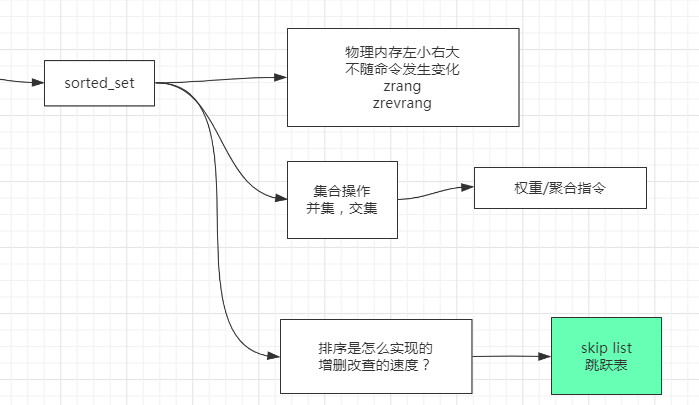 sorted_set
物理内存左小右大
不随命令发生变化
zrang
zrevrang
集合操作
并集，交集
权重/聚合指令
排序是怎么实现的
增删改查的速度？
skip list
跳跃表